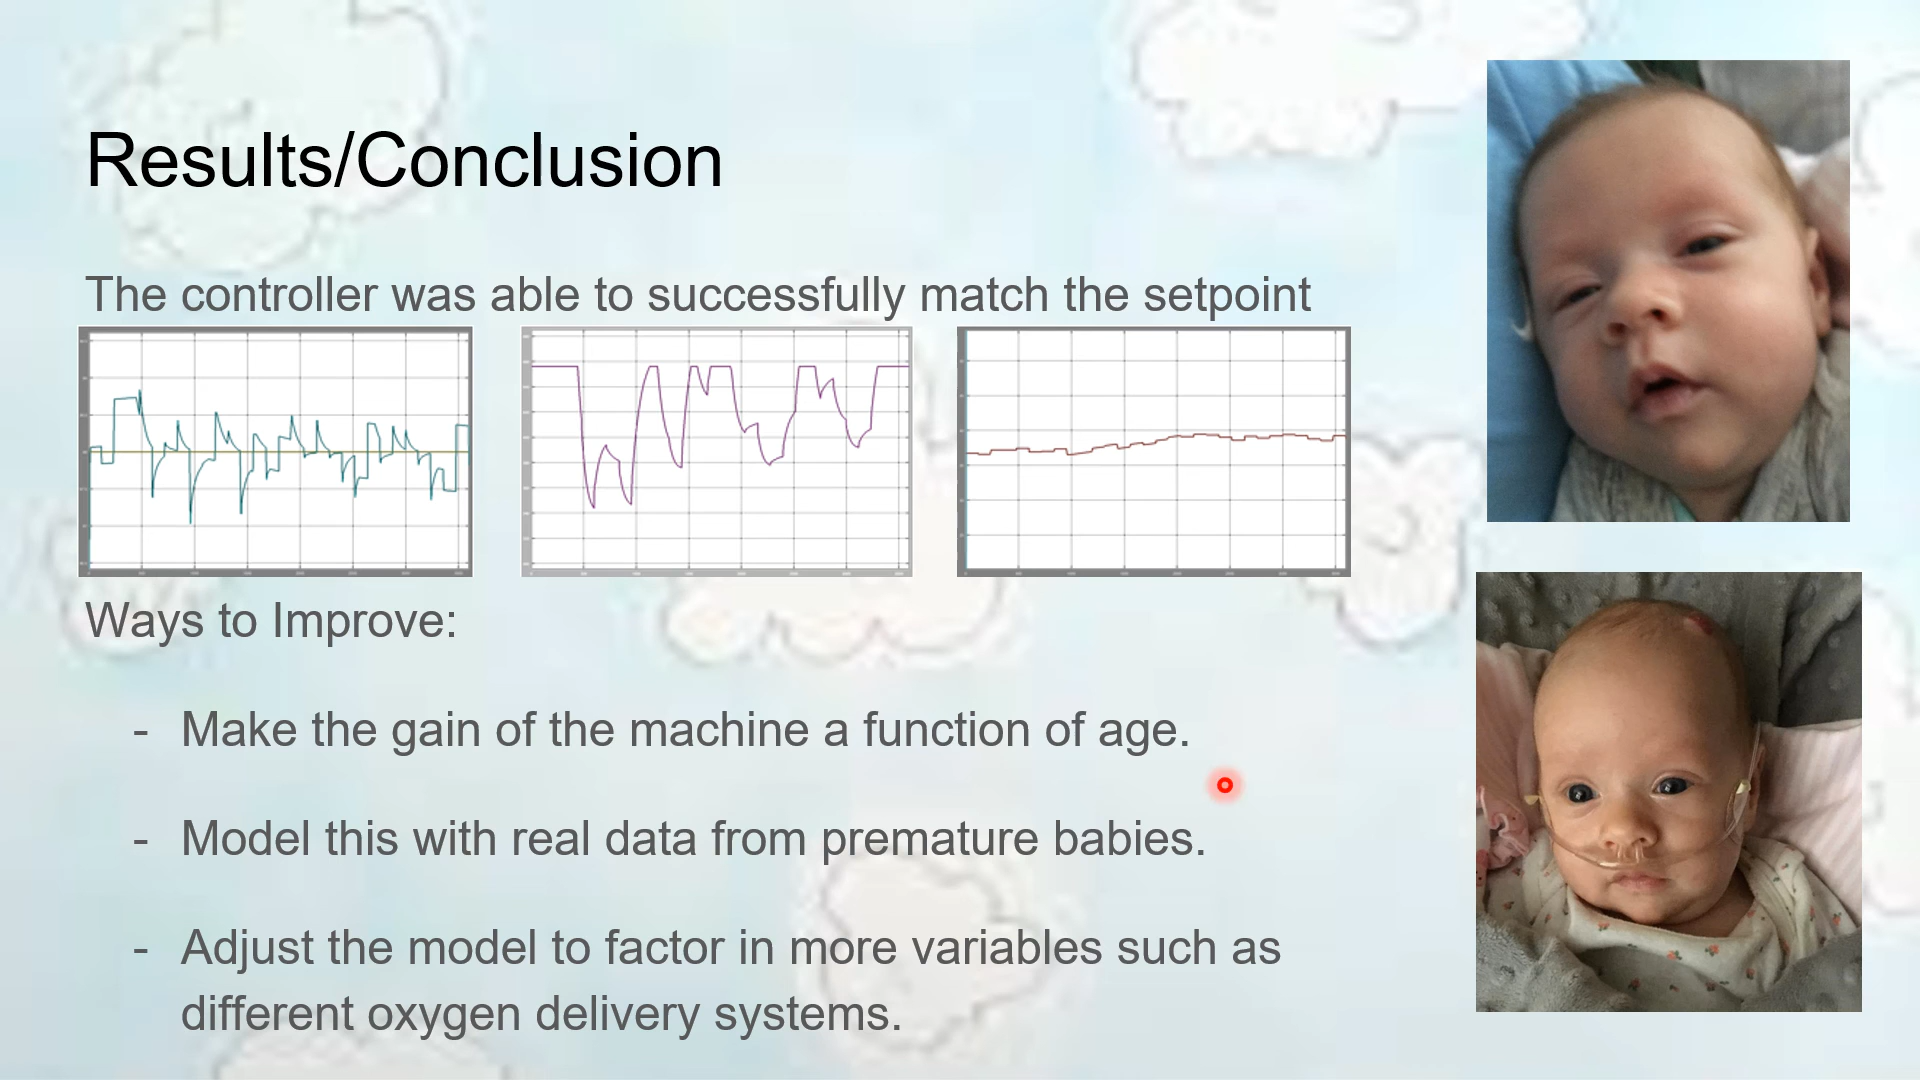 Results/Conclusion
The controller was able to successfully match the setpoint
Ways to Improve:
- Make the gain of the machine a function of age.
- Model this with real data from premature babies.
- Adjust the model to factor in more variables such as
different oxygen delivery systems.